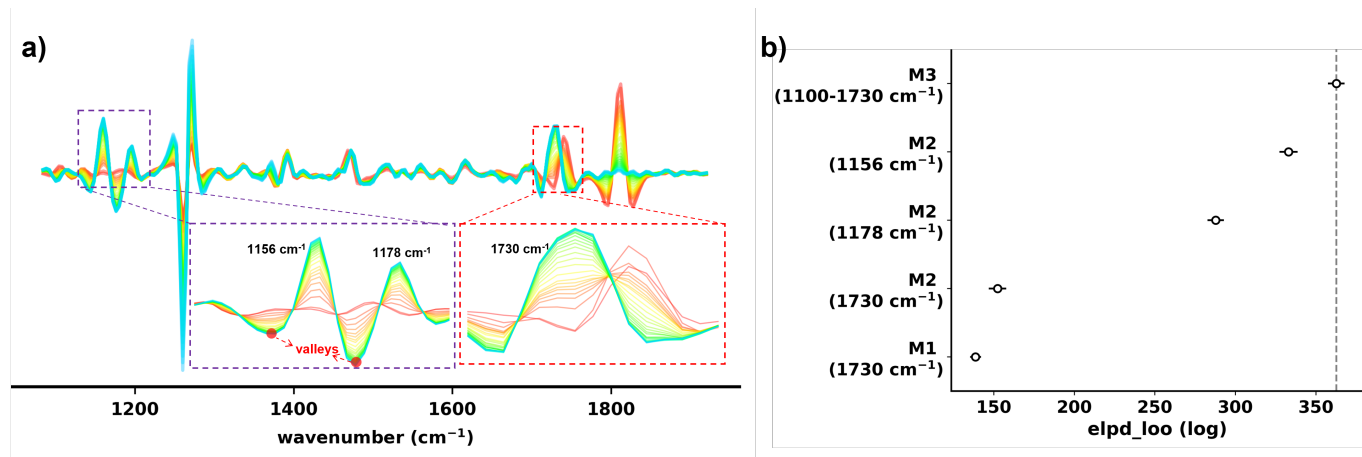 a)
1156 cm⁻¹
1178 cm⁻¹
valleys
1730 cm⁻¹
1200 1400 1600 1800
wavenumber (cm⁻¹)
b)
M3
(1100-1730 cm⁻¹)
M2
(1156 cm⁻¹)
M2
(1178 cm⁻¹)
M2
(1730 cm⁻¹)
M1
(1730 cm⁻¹)
150 200 250 300 350
elpd_loo (log)